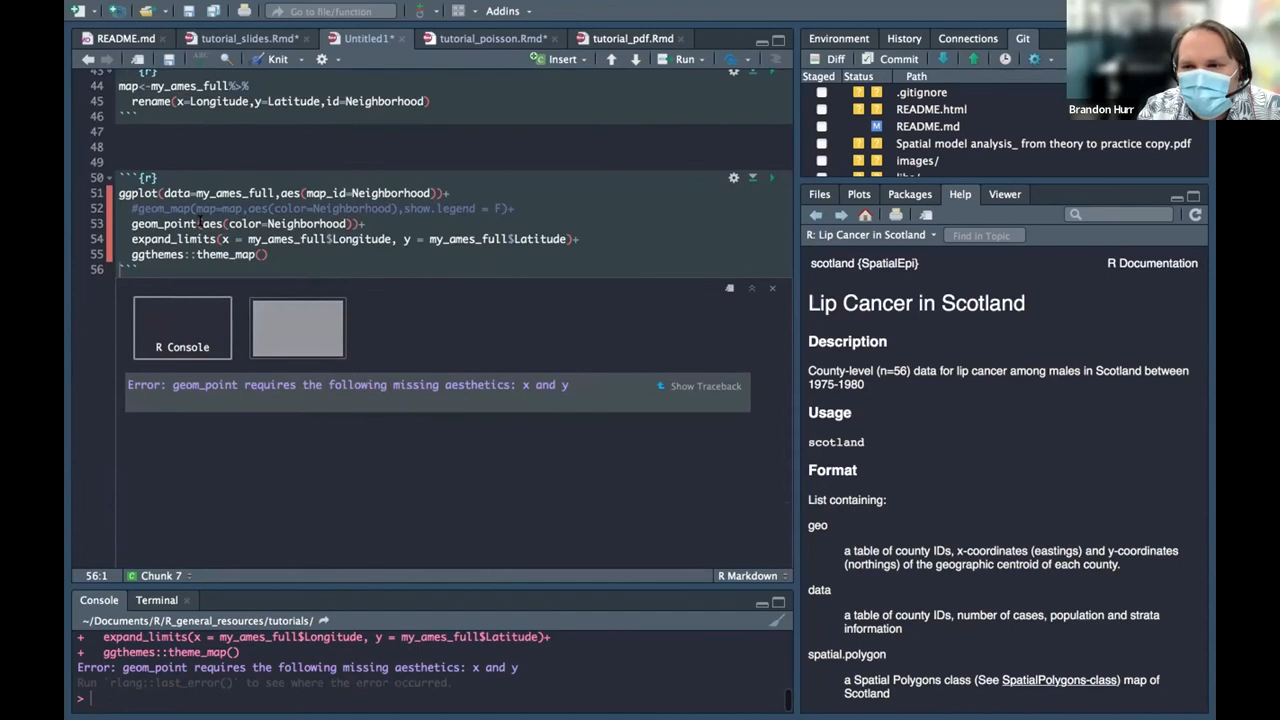 Go to file/function
Addins
README.md
tutorial_slides.Rmd*
Untitled1*
tutorial_poisson.Rmd*
tutorial_pdf.Rmd
Knit
Insert
Run
43 ```{r}
44 map<-my_ames_full%>%
45 rename(x=Longitude,y=Latitude,id=Neighborhood)
46 ```
47
48
49
50 ```{r}
51 ggplot(data=my_ames_full,aes(map_id=Neighborhood))+
52 #geom_map(map=map,aes(color=Neighborhood),show.legend = F)+
53 geom_point(aes(color=Neighborhood))+
54 expand_limits(x = my_ames_full$Longitude, y = my_ames_full$Latitude)+
55 ggthemes::theme_map()
56 ```
R Console
Error: geom_point requires the following missing aesthetics: x and y
Show Traceback
56:1
Chunk 7
R Markdown
Console
Terminal
~/Documents/R/R_general_resources/tutorials/
+ expand_limits(x = my_ames_full$Longitude, y = my_ames_full$Latitude)+
+ ggthemes::theme_map()
Error: geom_point requires the following missing aesthetics: x and y
Run `rlang::last_error()` to see where the error occurred.
>
Environment
History
Connections
Git
Diff
Commit
Staged
Status
Path
? ? .gitignore
? ? README.html
M README.md
? ? Spatial model analysis_ from theory to practice copy.pdf
? ? images/
Files
Plots
Packages
Help
Viewer
R: Lip Cancer in Scotland
Find in Topic
scotland {SpatialEpi}
R Documentation
Lip Cancer in Scotland
Description
County-level (n=56) data for lip cancer among males in Scotland between
1975-1980
Usage
scotland
Format
List containing:
geo
a table of county IDs, x-coordinates (eastings) and y-coordinates
(northings) of the geographic centroid of each county.
data
a table of county IDs, number of cases, population and strata
information
spatial.polygon
a Spatial Polygons class (See SpatialPolygons-class) map of
Scotland
Brandon Hurr